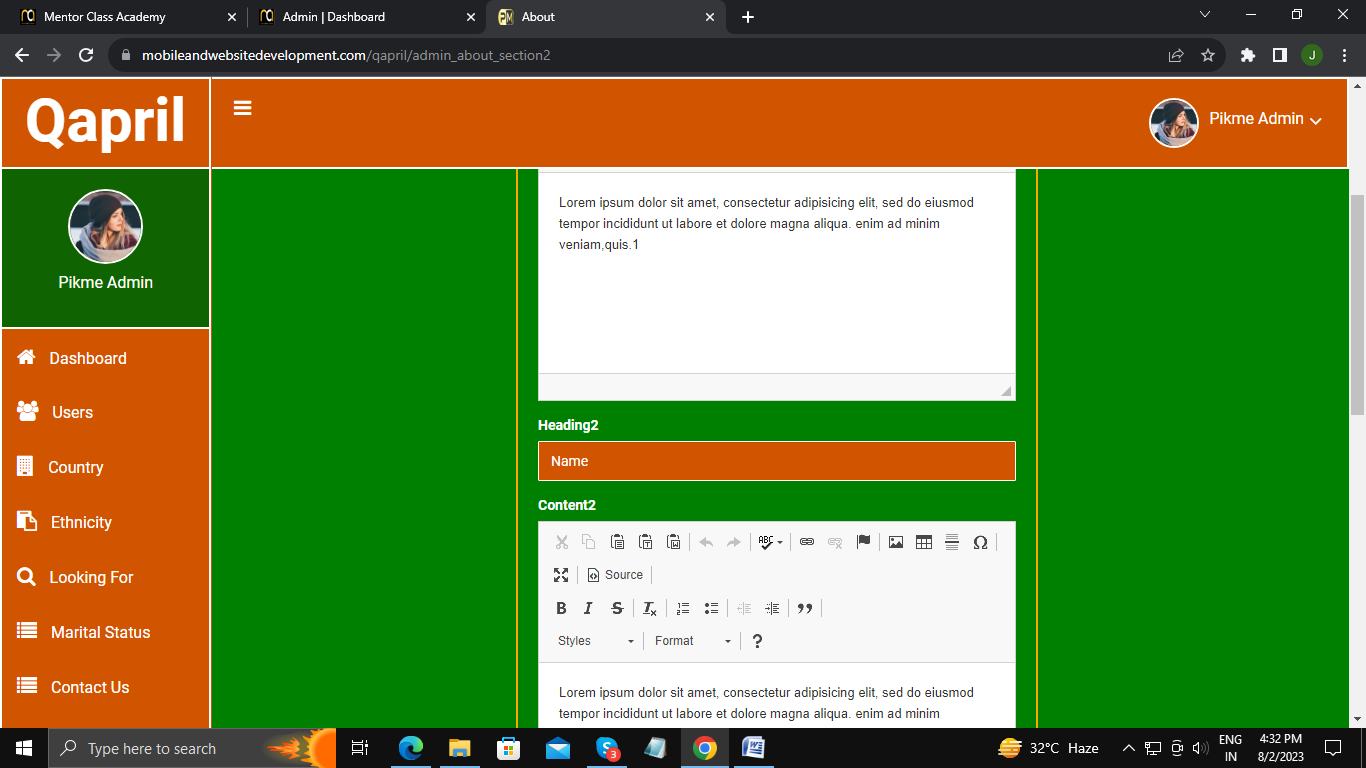 Mentor Class Academy
Admin | Dashboard
About
mobileandwebsitedevelopment.com/qapril/admin_about_section2
J
Qapril
Pikme Admin
Pikme Admin
Dashboard
Users
Country
Ethnicity
Looking For
Marital Status
Contact Us
Lorem ipsum dolor sit amet, consectetur adipisicing elit, sed do eiusmod
tempor incididunt ut labore et dolore magna aliqua. enim ad minim
veniam,quis.1
Heading2
Name
Content2
ABC
Ω
Source
B I S Tx
Styles Format ?
Lorem ipsum dolor sit amet, consectetur adipisicing elit, sed do eiusmod
tempor incididunt ut labore et dolore magna aliqua. enim ad minim
Type here to search
3
32°C Haze
ENG
IN
4:32 PM
8/2/2023